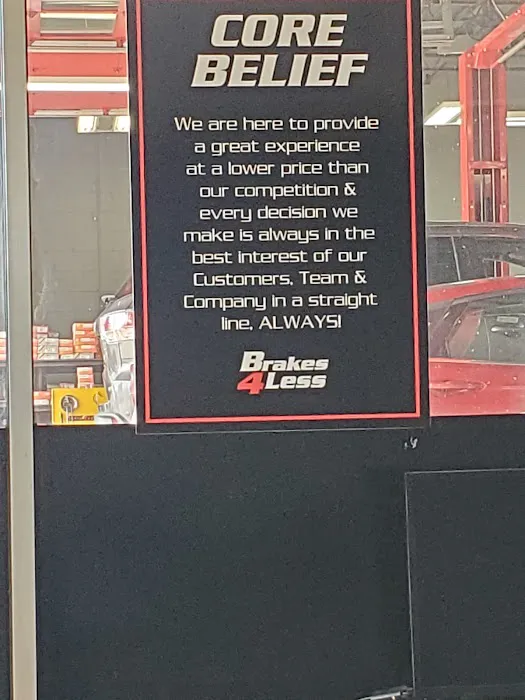 CORE
BELIEF
We are here to provide
a great experience
at a lower price than
our competition &
every decision we
make is always in the
best interest of our
Customers, Team &
Company in a straight
line, ALWAYS!
Brakes
4Less